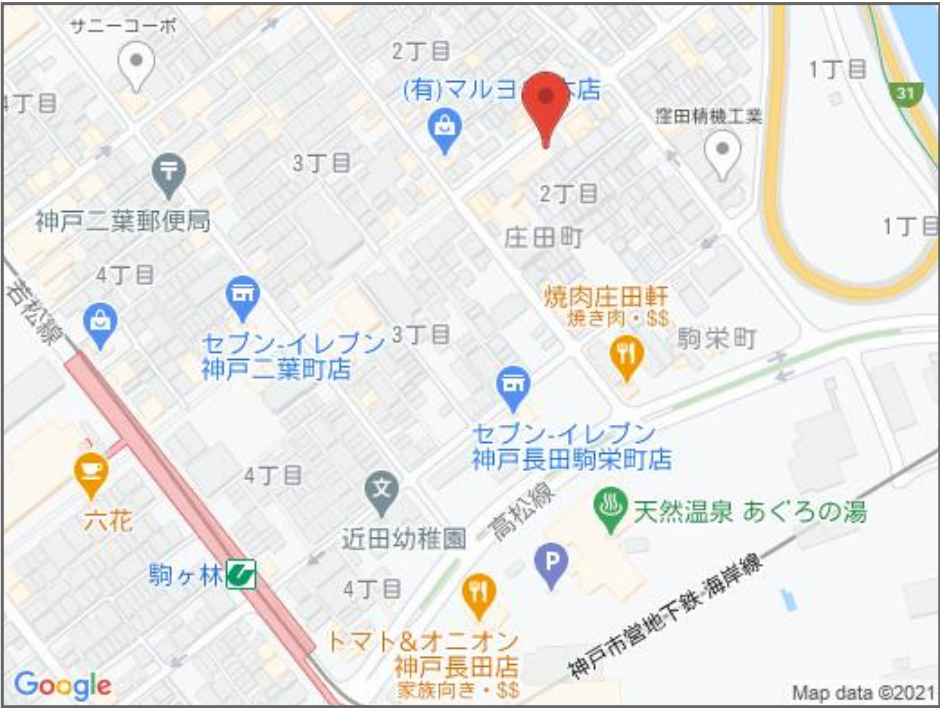 サニーコーポ
2丁目
1丁目
4丁目
(有)マルヨ
本店
31
窪田精機工業
3丁目
2丁目
神戸二葉郵便局
庄田町
1丁目
4丁目
若松線
焼肉庄田軒
焼き肉・$$
セブン-イレブン
神戸二葉町店
3丁目
駒栄町
セブン-イレブン
神戸長田駒栄町店
4丁目
六花
近田幼稚園
高松線
天然温泉 あぐろの湯
P
駒ヶ林
4丁目
トマト&オニオン
神戸長田店
家族向き・$$
神戸市営地下鉄 海岸線
Google
Map data ©2021